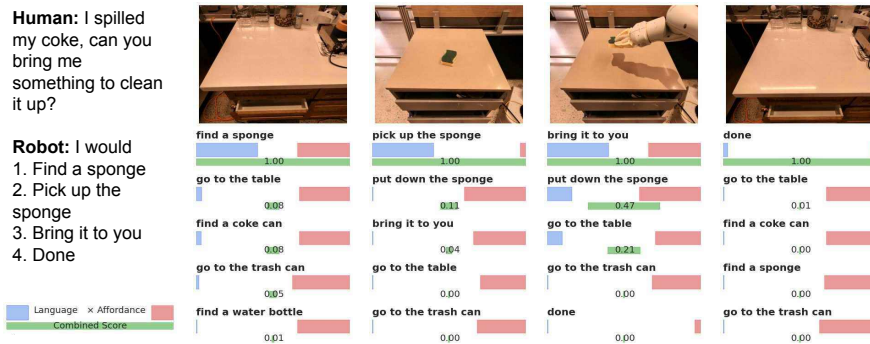 Human: I spilled
my coke, can you
bring me
something to clean
it up?
Robot: I would
1. Find a sponge
2. Pick up the
sponge
3. Bring it to you
4. Done
Language × Affordance
Combined Score
find a sponge
1.00
go to the table
0.08
find a coke can
0.08
go to the trash can
0.05
find a water bottle
0.01
pick up the sponge
1.00
put down the sponge
0.11
bring it to you
0.04
go to the table
0.00
go to the trash can
0.00
bring it to you
1.00
put down the sponge
0.47
go to the table
0.21
go to the trash can
0.00
done
0.00
done
1.00
go to the table
0.01
find a coke can
0.00
find a sponge
0.00
go to the trash can
0.00